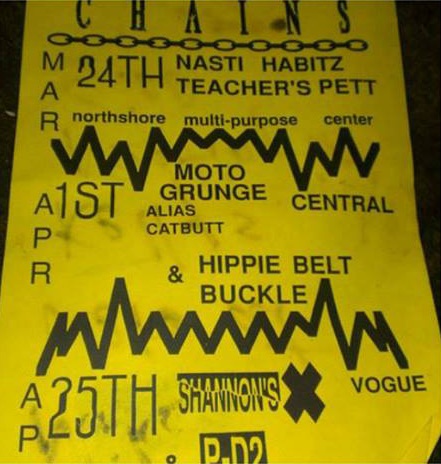 CHAINS
MAR 24TH NASTI HABITZ
TEACHER'S PETT
northshore multi-purpose center
APR 1ST MOTO
GRUNGE CENTRAL
ALIAS
CATBUTT
& HIPPIE BELT
BUCKLE
AP 25TH SHANNON'S X VOGUE
P-D2